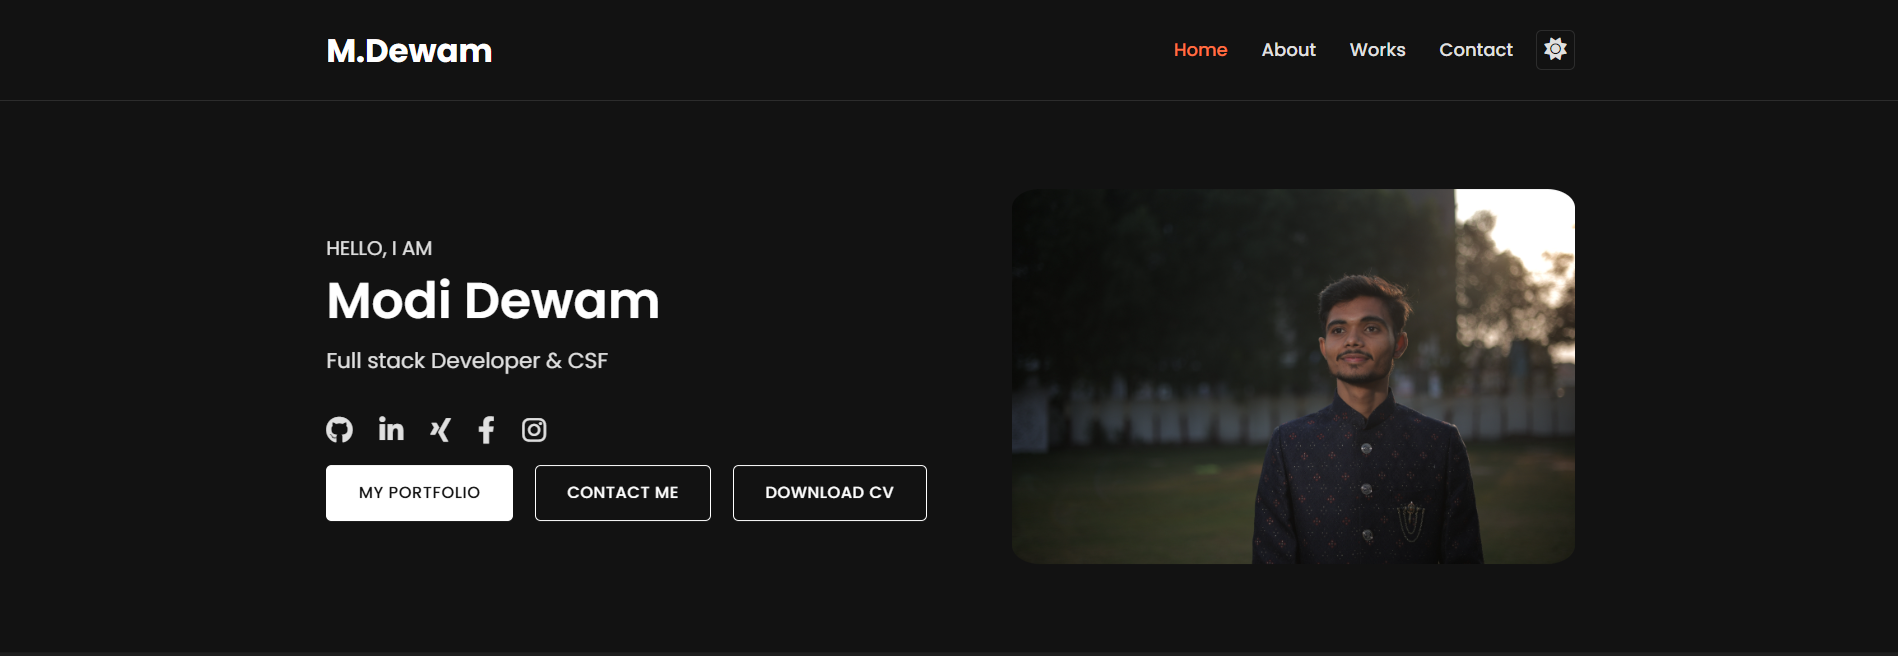 M.Dewam
Home About Works Contact
HELLO, I AM
Modi Dewam
Full stack Developer & CSF
MY PORTFOLIO CONTACT ME DOWNLOAD CV